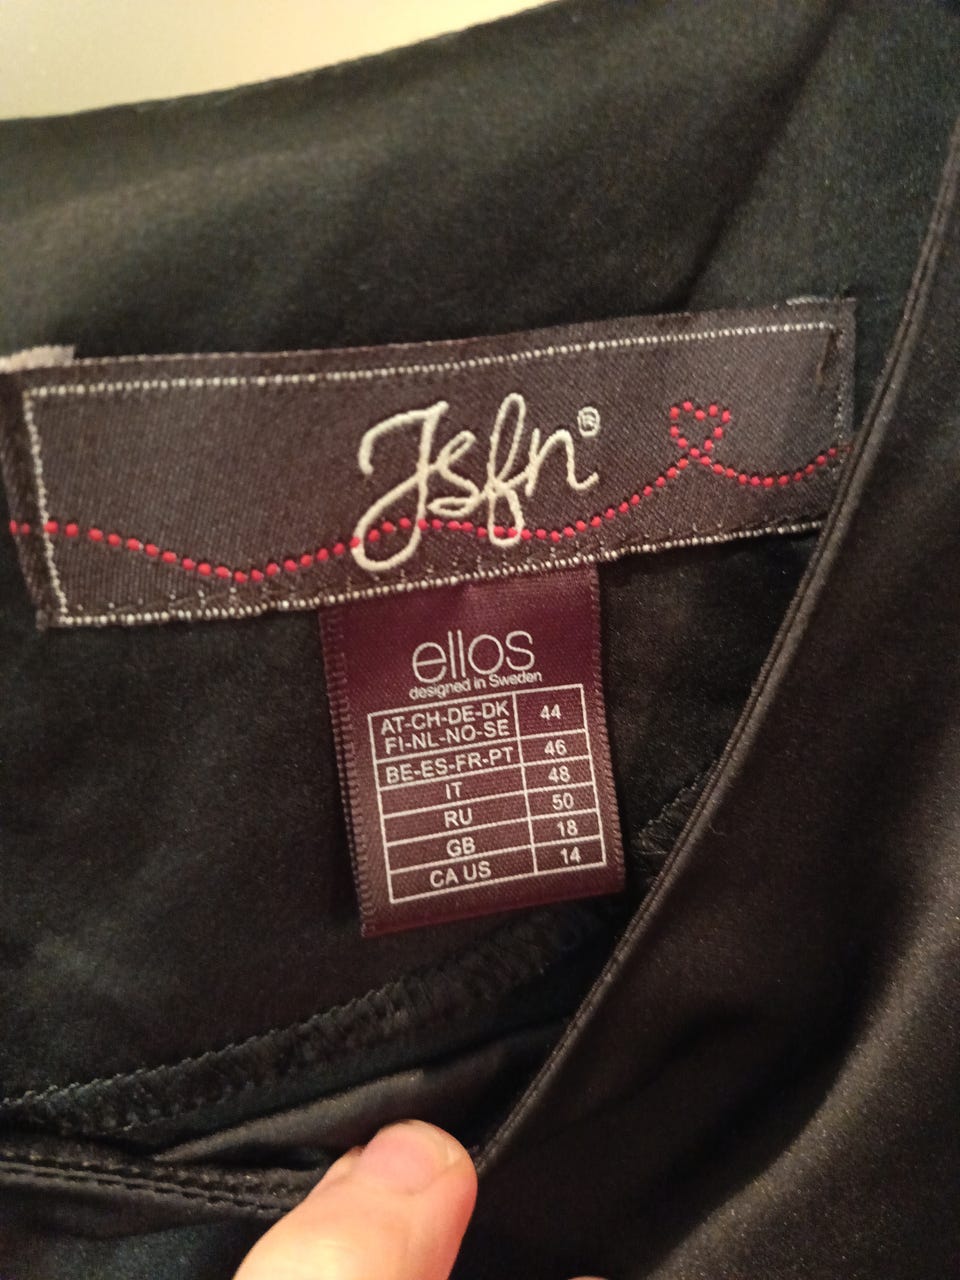 Jsfn®
ellos
designed in Sweden
AT-CH-DE-DK
FI-NL-NO-SE 44
BE-ES-FR-PT 46
IT 48
RU 50
GB 18
CA US 14